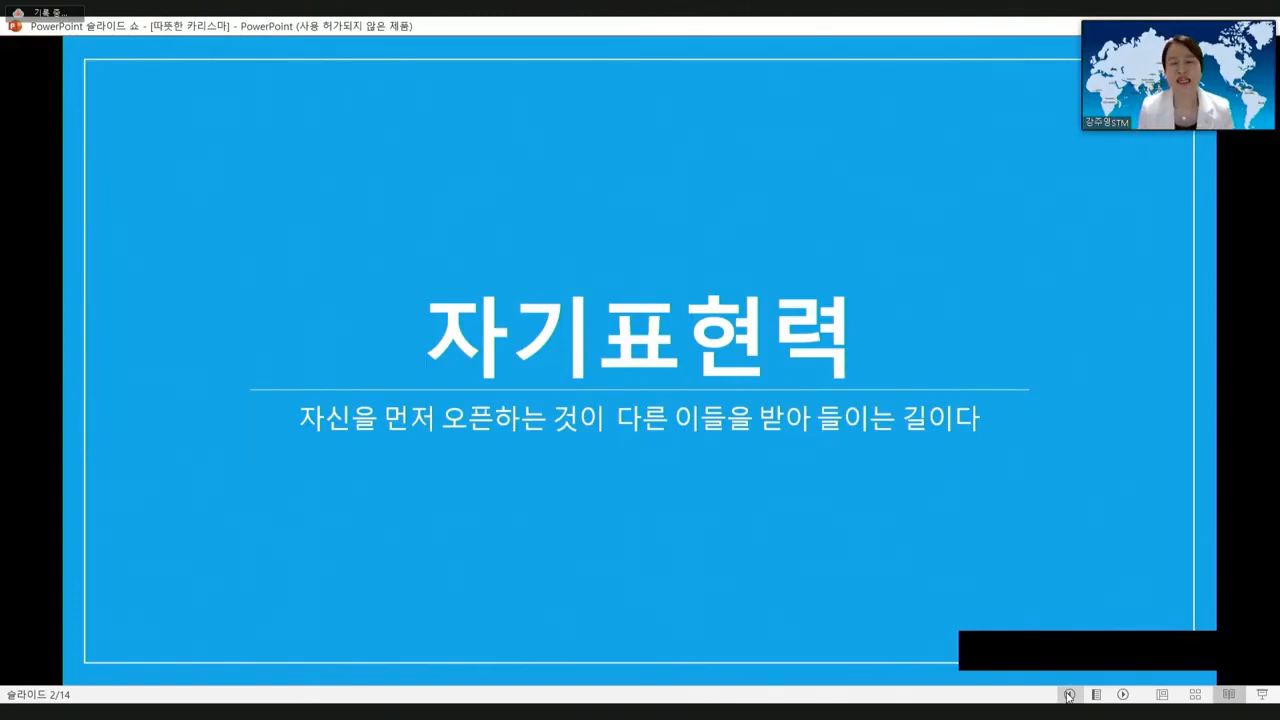 기록 중...
PowerPoint 슬라이드 쇼 - [따뜻한 카리스마] - PowerPoint (사용 허가되지 않은 제품)
강주영STM
자기표현력
자신을 먼저 오픈하는 것이 다른 이들을 받아 들이는 길이다
슬라이드 2/14